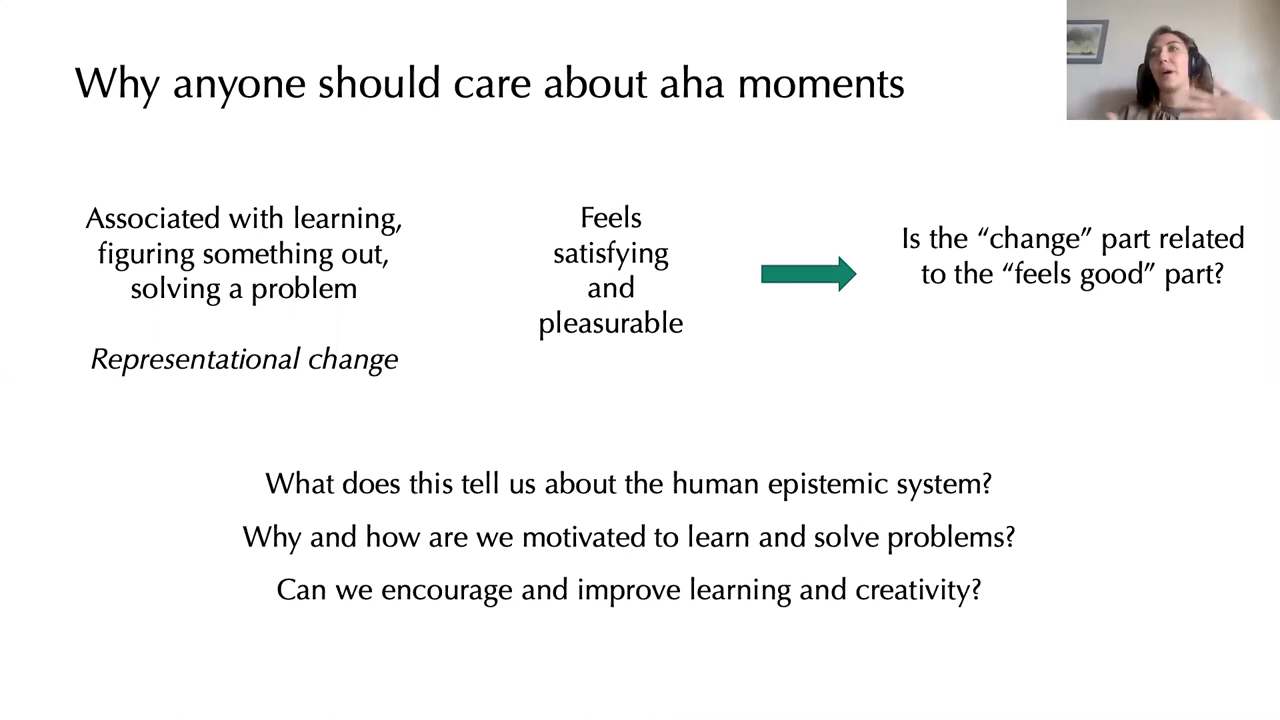 Why anyone should care about aha moments
Associated with learning,
figuring something out,
solving a problem
Representational change
Feels
satisfying
and
pleasurable
Is the “change” part related
to the “feels good” part?
What does this tell us about the human epistemic system?
Why and how are we motivated to learn and solve problems?
Can we encourage and improve learning and creativity?